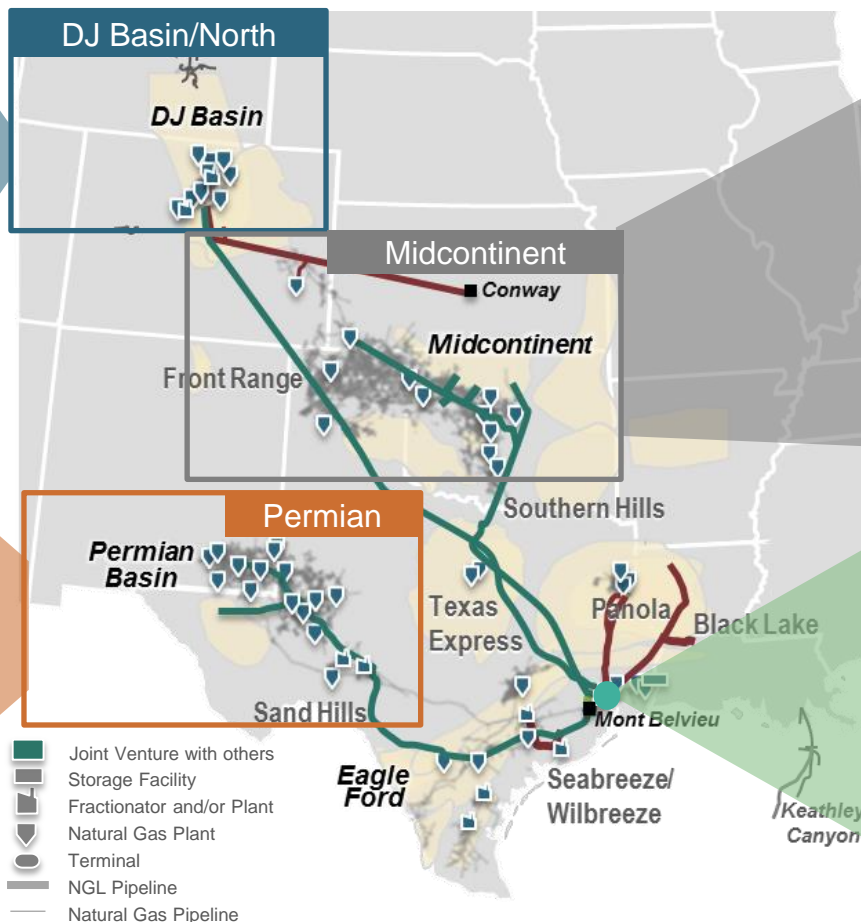 DJ Basin/North
DJ Basin
Midcontinent
Conway
Midcontinent
Front Range
Southern Hills
Permian
Permian
Basin
Texas
Express
Panola
Black Lake
Sand Hills
Mont Belvieu
Eagle
Ford
Seabreeze/
Wilbreeze
Keathley
Canyon
Joint Venture with others
Storage Facility
Fractionator and/or Plant
Natural Gas Plant
Terminal
NGL Pipeline
Natural Gas Pipeline